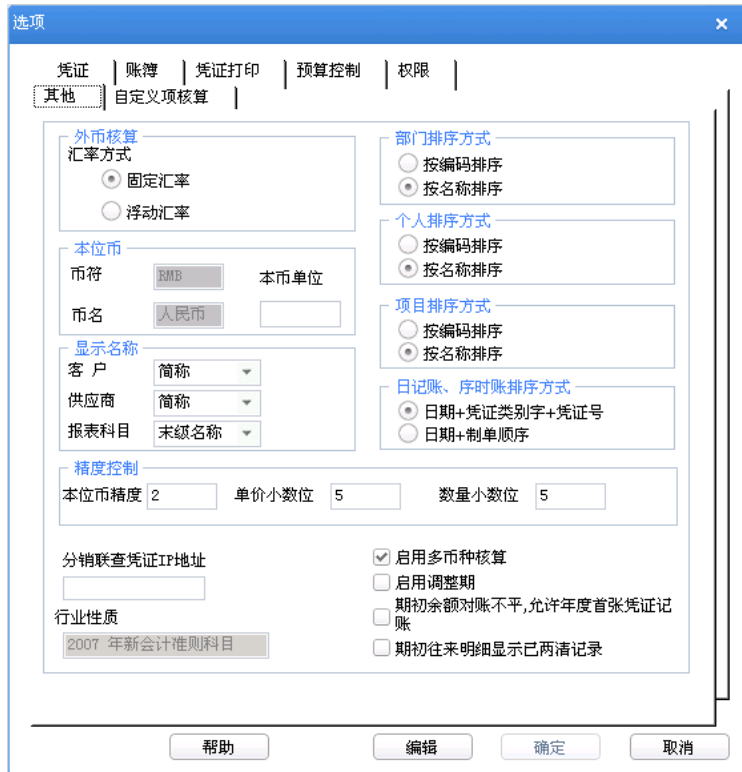 选项
凭证 账簿 凭证打印 预算控制 权限
其他 自定义项核算
外币核算
汇率方式
固定汇率
浮动汇率
本位币
币符 RMB 本币单位
币名 人民币
显示名称
客 户 简称
供应商 简称
报表科目 末级名称
部门排序方式
按编码排序
按名称排序
个人排序方式
按编码排序
按名称排序
项目排序方式
按编码排序
按名称排序
日记账、序时账排序方式
日期+凭证类别字+凭证号
日期+制单顺序
精度控制
本位币精度 2 单价小数位 5 数量小数位 5
分销联查凭证IP地址
行业性质
2007 年新会计准则科目
启用多币种核算
启用调整期
期初余额对账不平,允许年度首张凭证记
账
期初往来明细显示已两清记录
帮助 编辑 确定 取消